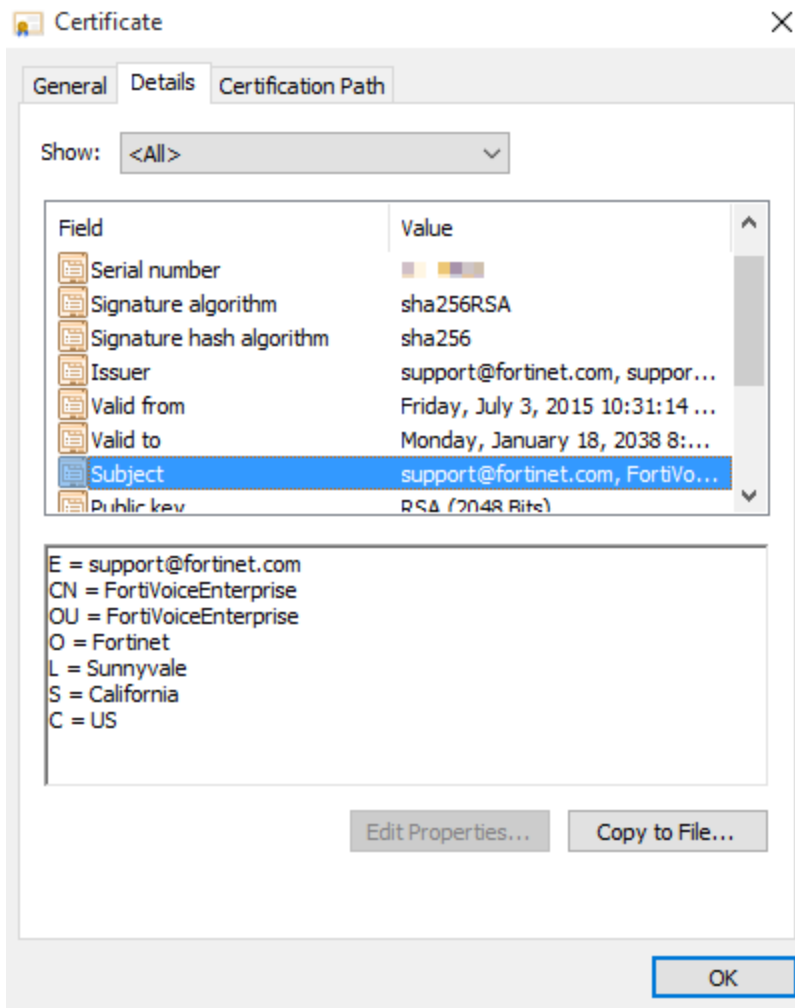 Certificate
General Details Certification Path
Show: <All>
Field Value
Serial number
Signature algorithm sha256RSA
Signature hash algorithm sha256
Issuer support@fortinet.com, suppor...
Valid from Friday, July 3, 2015 10:31:14 ...
Valid to Monday, January 18, 2038 8:...
Subject support@fortinet.com, FortiVo...
Public key RSA (2048 Bits)
E = support@fortinet.com
CN = FortiVoiceEnterprise
OU = FortiVoiceEnterprise
O = Fortinet
L = Sunnyvale
S = California
C = US
Edit Properties... Copy to File...
OK